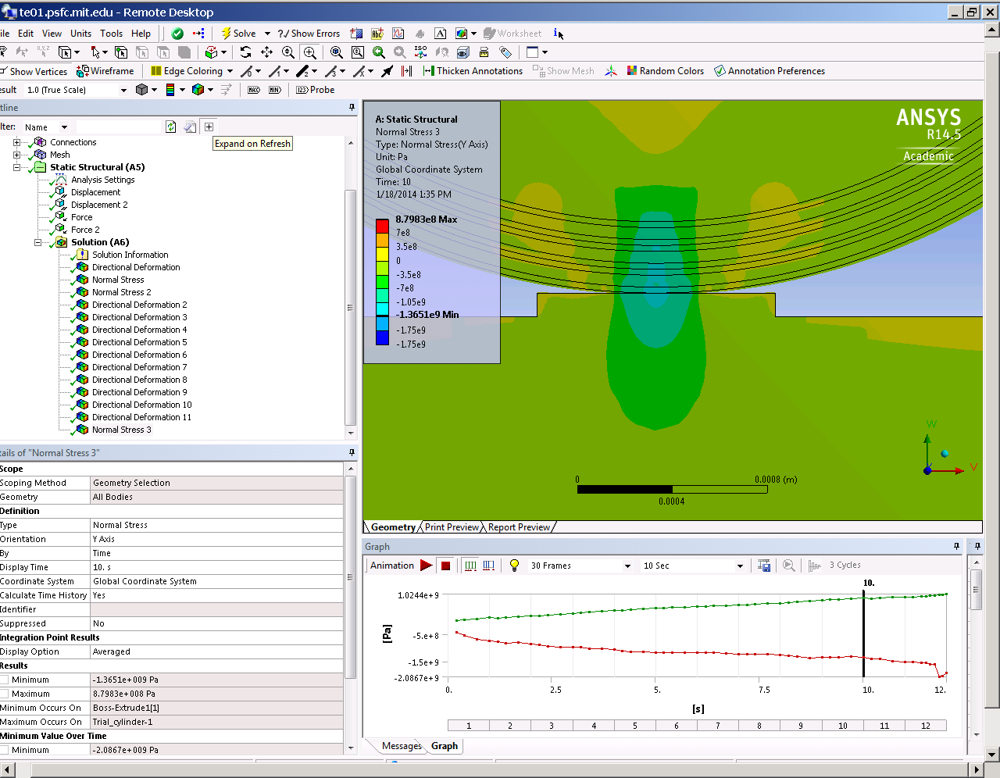 te01.psfc.mit.edu - Remote Desktop
ile Edit View Units Tools Help Solve ?/ Show Errors Worksheet
Show Vertices Wireframe Edge Coloring Thicken Annotations Show Mesh Random Colors Annotation Preferences
esult 1.0 (True Scale) MAX MIN Probe
tline
lter: Name
Expand on Refresh
Connections
Mesh
Static Structural (A5)
Analysis Settings
Displacement
Displacement 2
Force
Force 2
Solution (A6)
Solution Information
Directional Deformation
Normal Stress
Normal Stress 2
Directional Deformation 2
Directional Deformation 3
Directional Deformation 4
Directional Deformation 5
Directional Deformation 6
Directional Deformation 7
Directional Deformation 8
Directional Deformation 9
Directional Deformation 10
Directional Deformation 11
Normal Stress 3
tails of "Normal Stress 3"
Scope
Scoping Method Geometry Selection
Geometry All Bodies
Definition
Type Normal Stress
Orientation Y Axis
By Time
Display Time 10. s
Coordinate System Global Coordinate System
Calculate Time History Yes
Identifier
Suppressed No
Integration Point Results
Display Option Averaged
Results
Minimum -1.3651e+009 Pa
Maximum 8.7983e+008 Pa
Minimum Occurs On Boss-Extrude1[1]
Maximum Occurs On Trial_cylinder-1
Minimum Value Over Time
Minimum -2.0867e+009 Pa
A: Static Structural
Normal Stress 3
Type: Normal Stress(Y Axis)
Unit: Pa
Global Coordinate System
Time: 10
1/18/2014 1:35 PM
8.7983e8 Max
7e8
3.5e8
0
-3.5e8
-7e8
-1.05e9
-1.3651e9 Min
-1.75e9
-1.75e9
ANSYS
R14.5
Academic
W
V
0 0.0008 (m)
0.0004
Geometry Print Preview Report Preview
Graph
Animation 30 Frames 10 Sec 3 Cycles
10.
1.0244e+9
-5.e+8
-1.5e+9
-2.0867e+9
[Pa]
0. 2.5 5. 7.5 10. 12.
[s]
1 2 3 4 5 6 7 8 9 10 11 12
Messages Graph